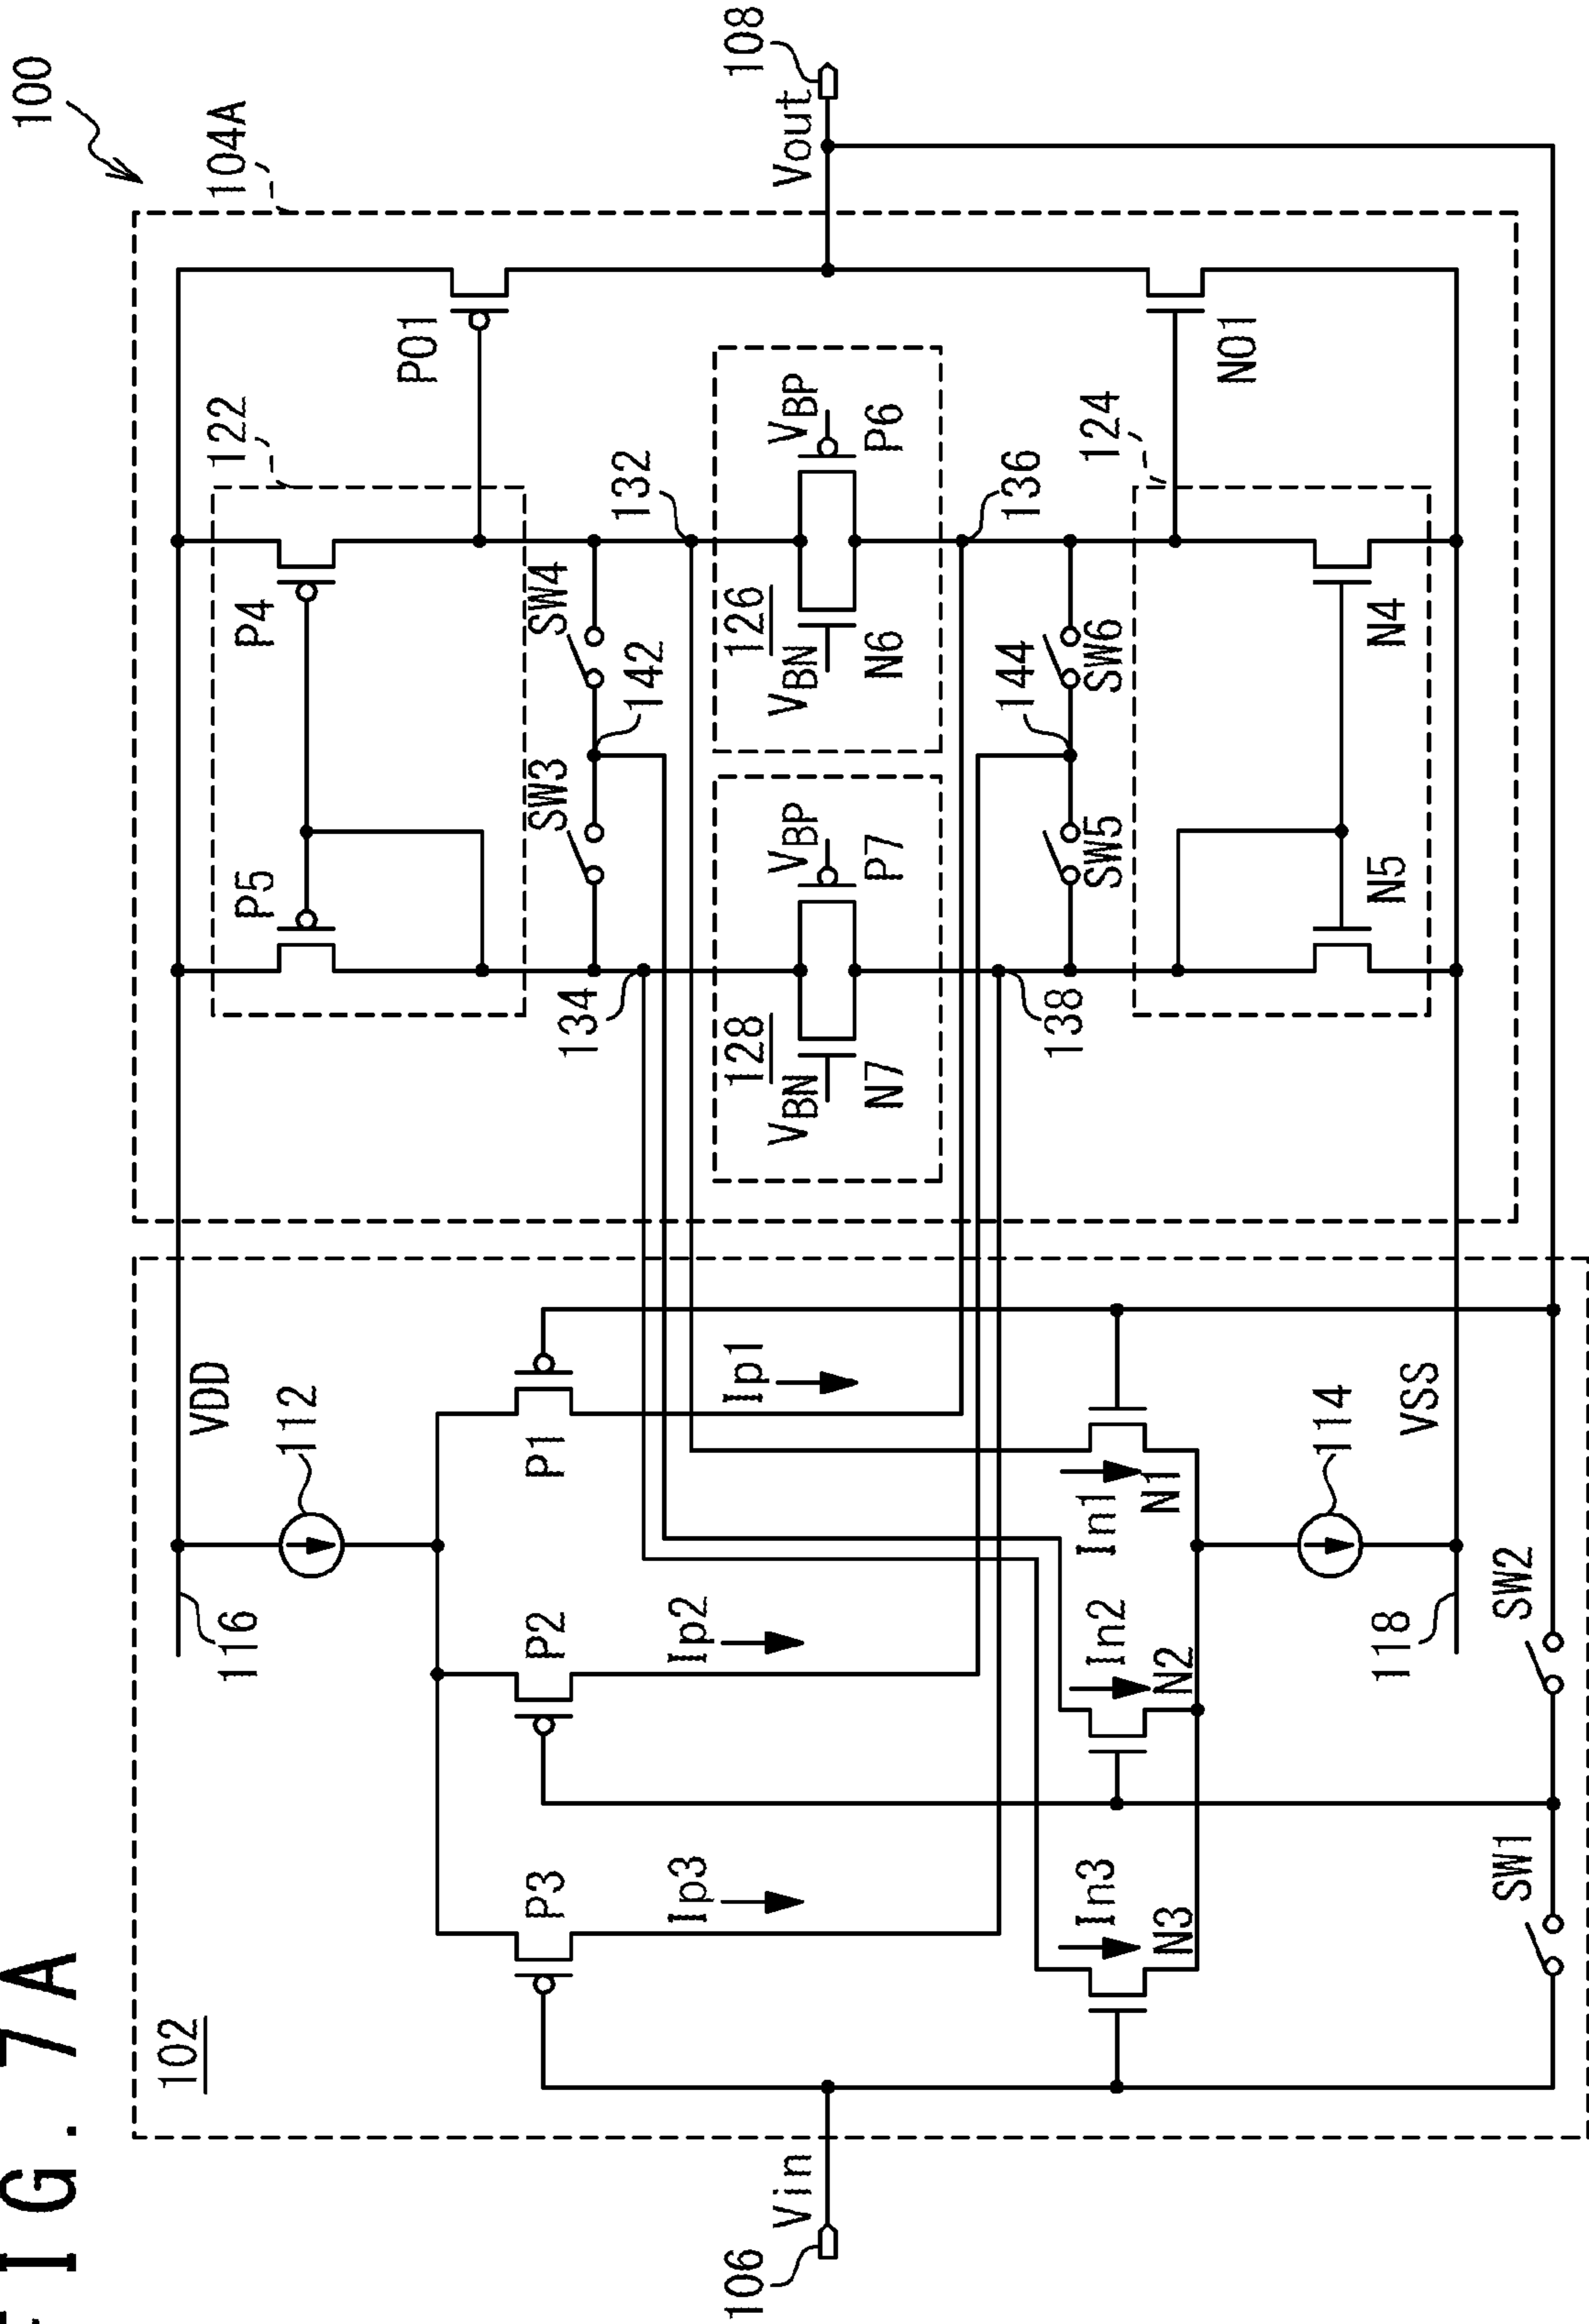 FIG. 7A
100
102
104A
122
P5
P4
P01
VDD
116
112
P3
P2
P1
SW3
SW4
142
134
132
Ip3
Ip2
Ip1
106
Vin
128
VBN
VBP
N7
P7
126
VBN
VBP
N6
P6
Vout
108
138
144
136
SW5
SW6
In3
In2
In1
N3
N2
N1
124
N5
N4
N01
114
118
VSS
SW1
SW2